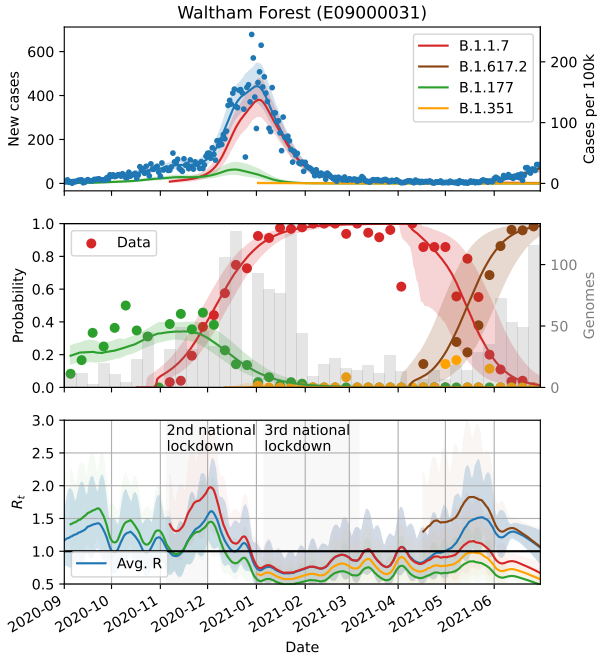 Waltham Forest (E09000031)
600
400
200
0
New cases
200
100
0
Cases per 100k
B.1.1.7
B.1.617.2
B.1.177
B.1.351
1.0
0.8
0.6
0.4
0.2
0.0
Probability
Data
100
50
0
Genomes
3.0
2.5
2.0
1.5
1.0
0.5
Rt
2nd national
lockdown
3rd national
lockdown
Avg. R
2020-09
2020-10
2020-11
2020-12
2021-01
2021-02
2021-03
2021-04
2021-05
2021-06
Date